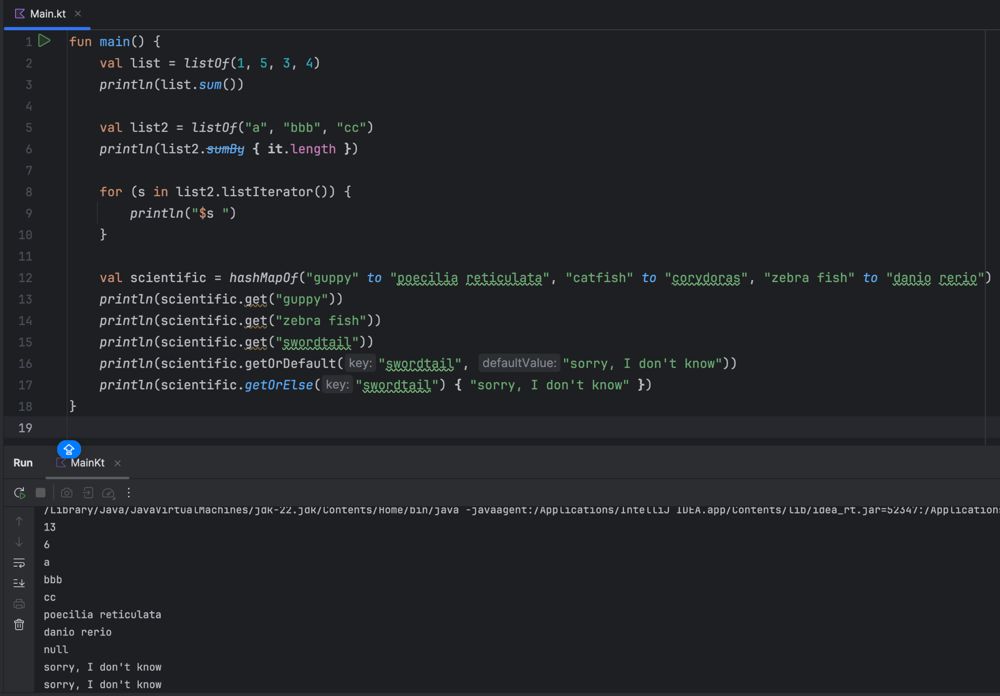 Main.kt
1 fun main() {
2     val list = listOf(1, 5, 3, 4)
3     println(list.sum())
4
5     val list2 = listOf("a", "bbb", "cc")
6     println(list2.sumBy { it.length })
7
8     for (s in list2.listIterator()) {
9         println("$s ")
10     }
11
12     val scientific = hashMapOf("guppy" to "poecilia reticulata", "catfish" to "corydoras", "zebra fish" to "danio rerio")
13     println(scientific.get("guppy"))
14     println(scientific.get("zebra fish"))
15     println(scientific.get("swordtail"))
16     println(scientific.getOrDefault( key: "swordtail", defaultValue: "sorry, I don't know"))
17     println(scientific.getOrElse( key: "swordtail") { "sorry, I don't know" })
18 }
19
Run MainKt
/Library/Java/JavaVirtualMachines/jdk-22.jdk/Contents/Home/bin/java -javaagent:/Applications/IntelliJ IDEA.app/Contents/lib/idea_rt.jar=52347:/Applications
13
6
a
bbb
cc
poecilia reticulata
danio rerio
null
sorry, I don't know
sorry, I don't know